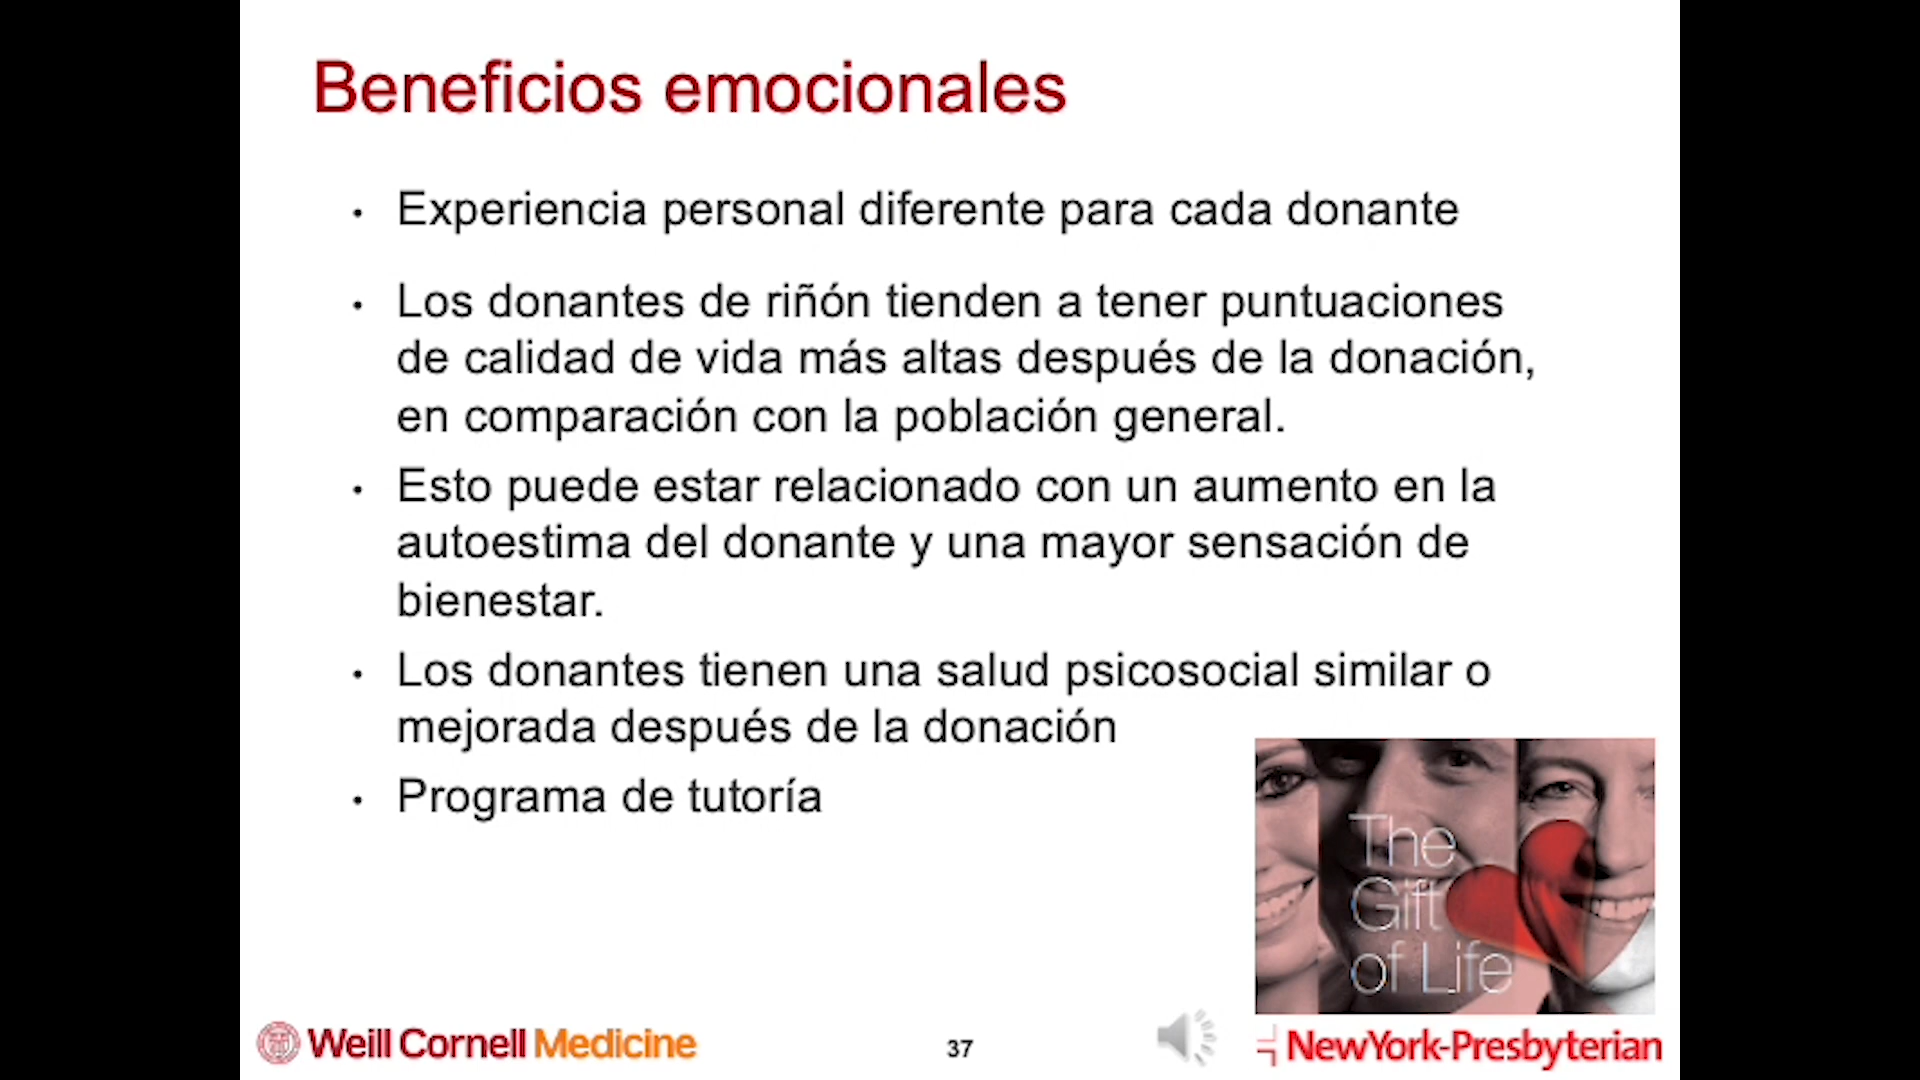 Beneficios emocionales
• Experiencia personal diferente para cada donante
• Los donantes de riñón tienden a tener puntuaciones
de calidad de vida más altas después de la donación,
en comparación con la población general.
• Esto puede estar relacionado con un aumento en la
autoestima del donante y una mayor sensación de
bienestar.
• Los donantes tienen una salud psicosocial similar o
mejorada después de la donación
• Programa de tutoría
The
Gift
of Life
Weill Cornell Medicine
37
NewYork-Presbyterian